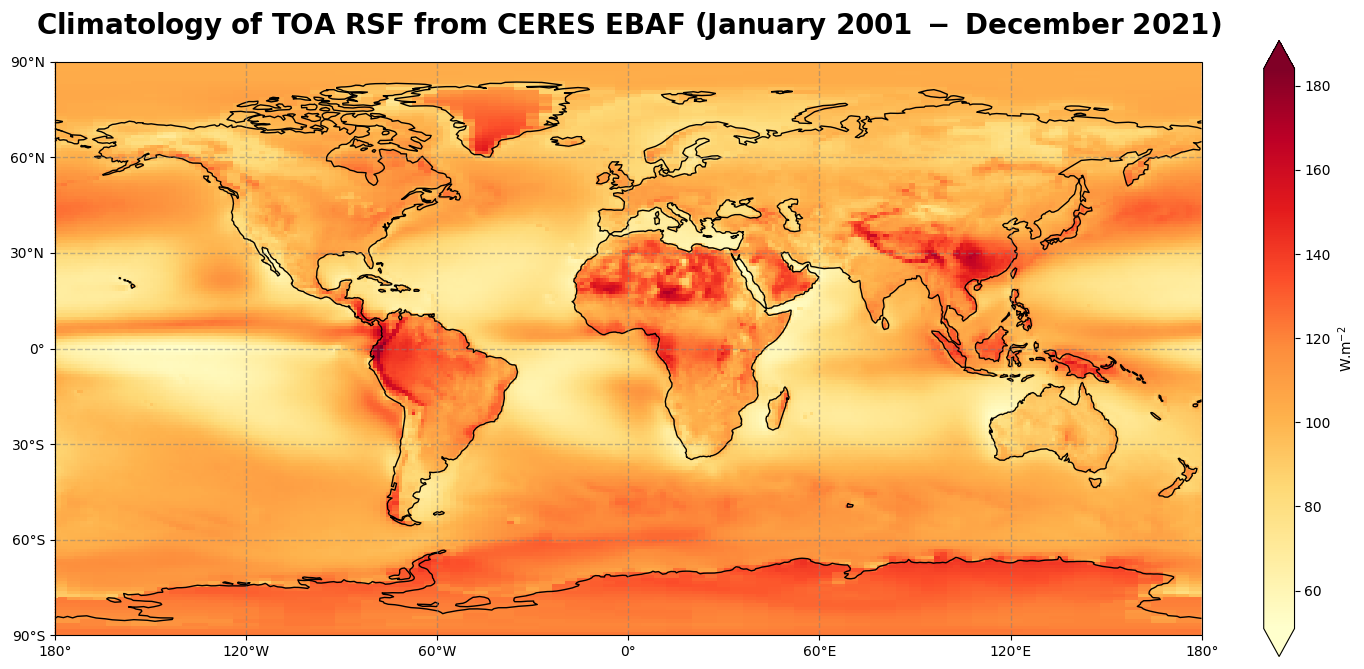 Climatology of TOA RSF from CERES EBAF (January 2001 − December 2021)
90°N
60°N
30°N
0°
30°S
60°S
90°S
180°
120°W
60°W
0°
60°E
120°E
180°
180
160
140
120
100
80
60
W.m⁻²